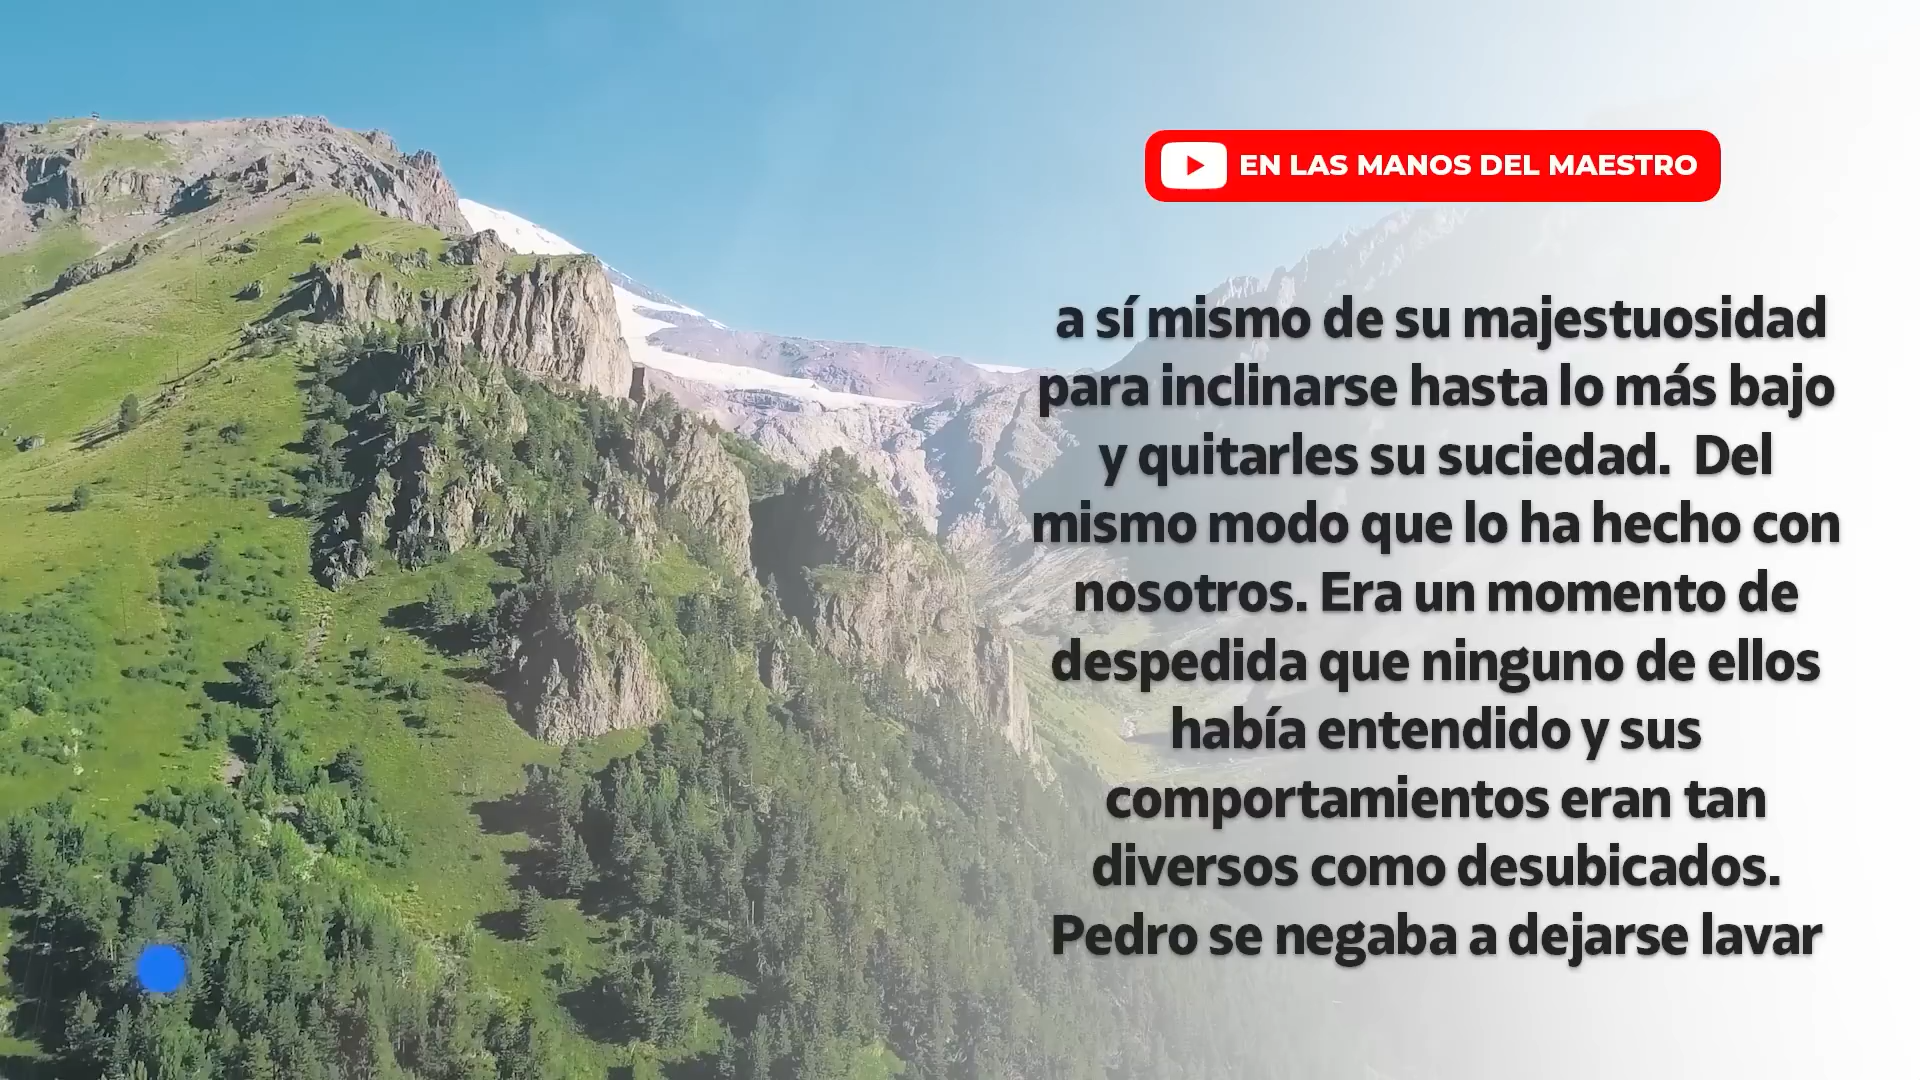 EN LAS MANOS DEL MAESTRO
a sí mismo de su majestuosidad
para inclinarse hasta lo más bajo
y quitarles su suciedad.  Del
mismo modo que lo ha hecho con
nosotros. Era un momento de
despedida que ninguno de ellos
había entendido y sus
comportamientos eran tan
diversos como desubicados.
Pedro se negaba a dejarse lavar